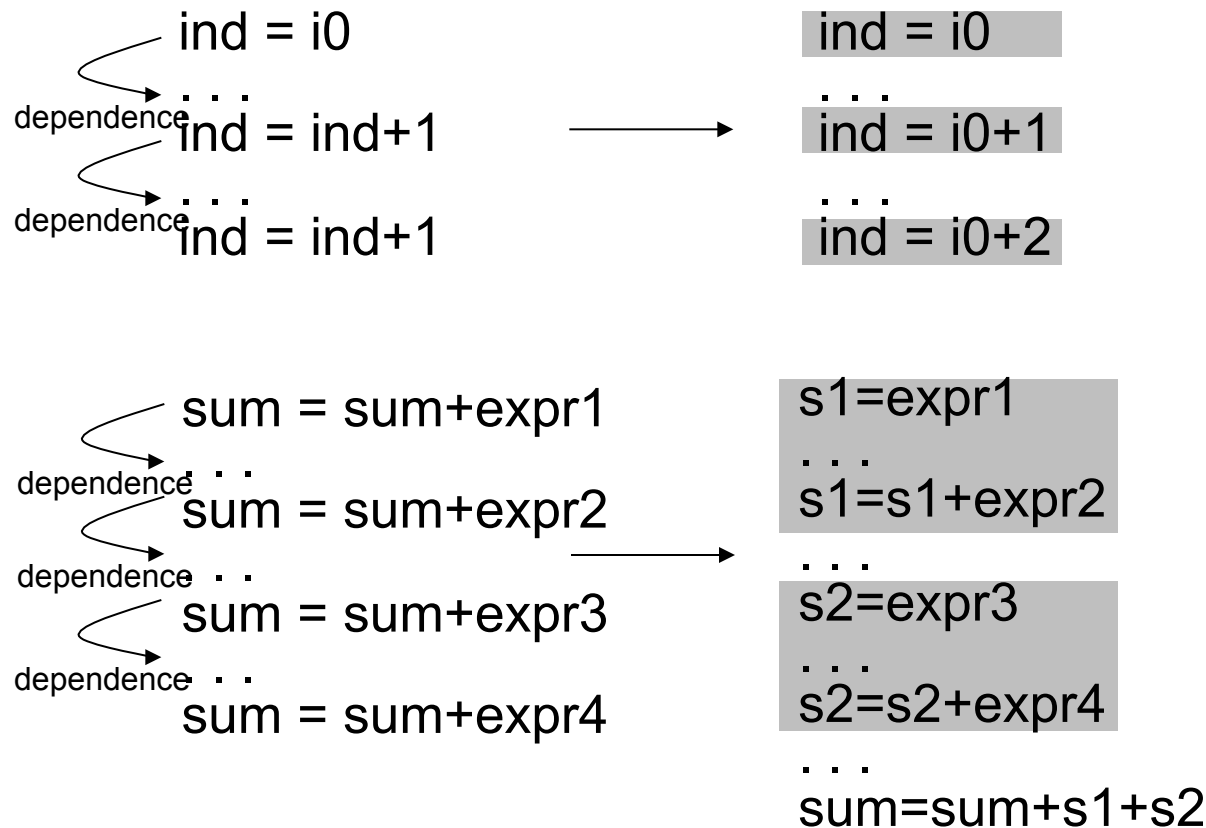 ind = i0
. . .
dependence
ind = ind+1
. . .
dependence
ind = ind+1
ind = i0
. . .
ind = i0+1
. . .
ind = i0+2
sum = sum+expr1
. . .
dependence
sum = sum+expr2
. . .
dependence
sum = sum+expr3
. . .
dependence
sum = sum+expr4
s1=expr1
. . .
s1=s1+expr2
. . .
s2=expr3
. . .
s2=s2+expr4
. . .
sum=sum+s1+s2